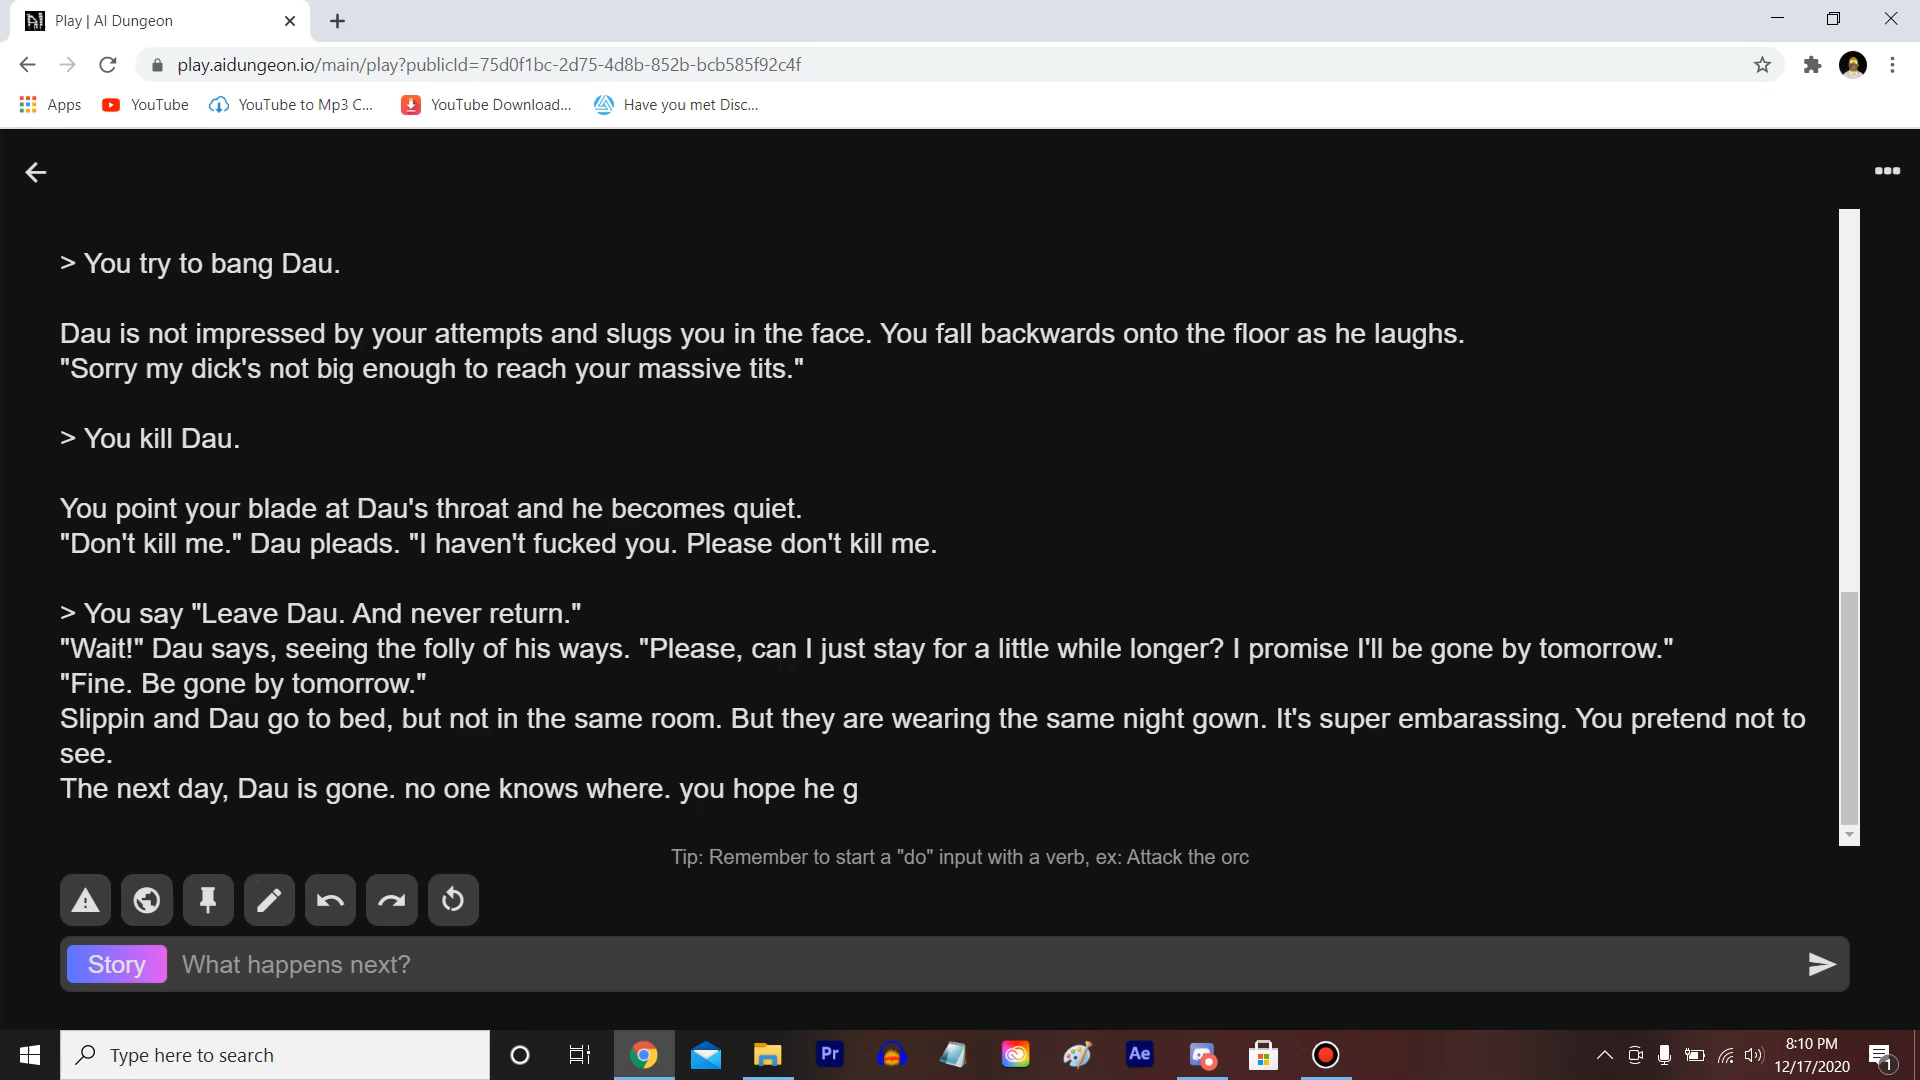 Play | AI Dungeon
play.aidungeon.io/main/play?publicId=75d0f1bc-2d75-4d8b-852b-bcb585f92c4f
Apps YouTube YouTube to Mp3 C... YouTube Download... Have you met Disc...
> You try to bang Dau.
Dau is not impressed by your attempts and slugs you in the face. You fall backwards onto the floor as he laughs.
"Sorry my dick's not big enough to reach your massive tits."
> You kill Dau.
You point your blade at Dau's throat and he becomes quiet.
"Don't kill me." Dau pleads. "I haven't fucked you. Please don't kill me.
> You say "Leave Dau. And never return."
"Wait!" Dau says, seeing the folly of his ways. "Please, can I just stay for a little while longer? I promise I'll be gone by tomorrow."
"Fine. Be gone by tomorrow."
Slippin and Dau go to bed, but not in the same room. But they are wearing the same night gown. It's super embarassing. You pretend not to
see.
The next day, Dau is gone. no one knows where. you hope he g
Tip: Remember to start a "do" input with a verb, ex: Attack the orc
Story What happens next?
Type here to search
Pr
Ae
8:10 PM
12/17/2020
1